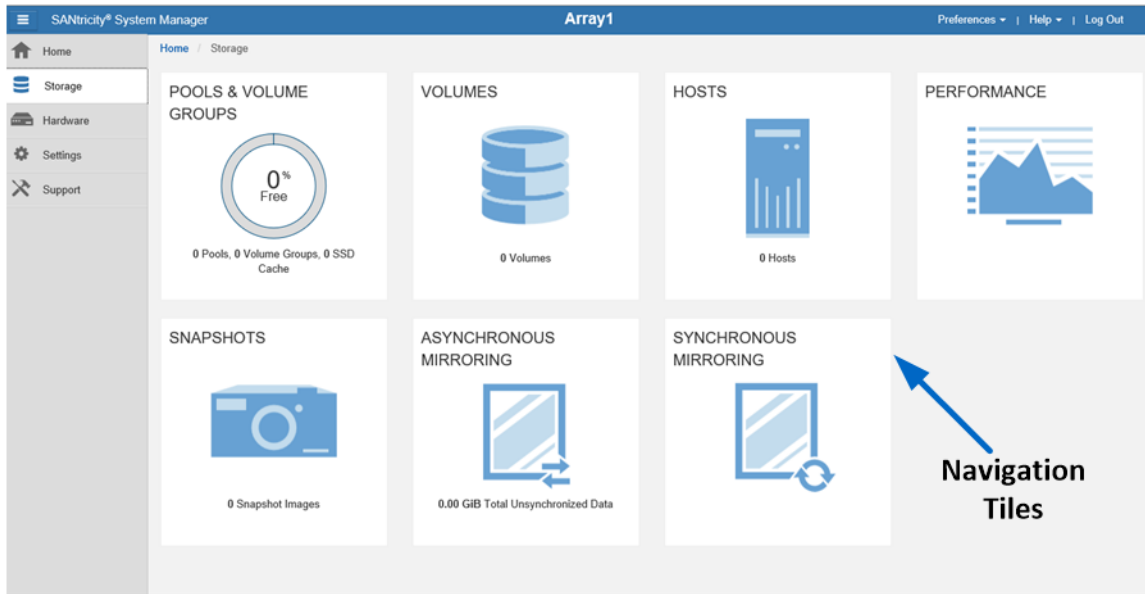 SANtricity® System Manager
Array1
Preferences | Help | Log Out
Home
Storage
Hardware
Settings
Support
Home / Storage
POOLS & VOLUME
GROUPS
0%
Free
0 Pools, 0 Volume Groups, 0 SSD
Cache
VOLUMES
0 Volumes
HOSTS
0 Hosts
PERFORMANCE
SNAPSHOTS
0 Snapshot Images
ASYNCHRONOUS
MIRRORING
0.00 GiB Total Unsynchronized Data
SYNCHRONOUS
MIRRORING
Navigation
Tiles